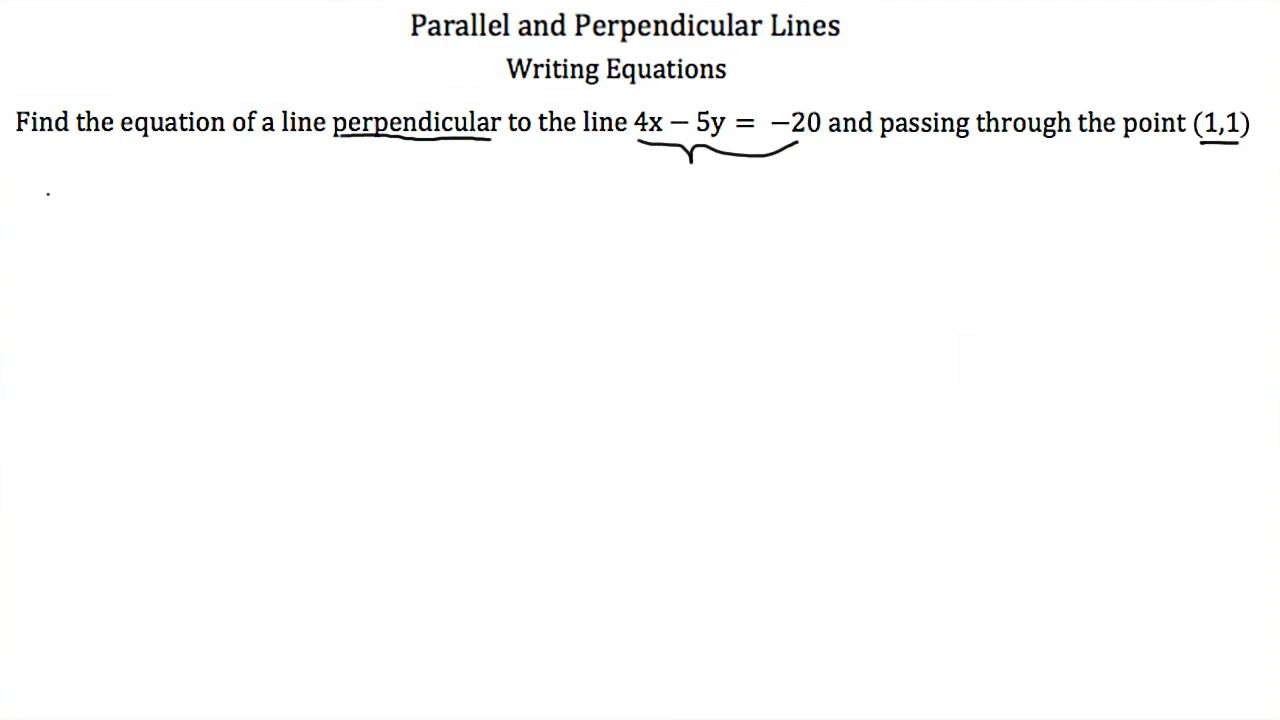 Parallel and Perpendicular Lines
Writing Equations
Find the equation of a line perpendicular to the line 4x − 5y = −20 and passing through the point (1,1)